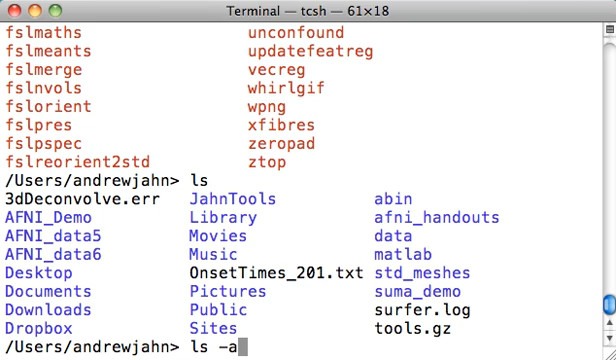 Terminal — tcsh — 61×18
fslmaths unconfound
fslmeants updatefeatreg
fslmerge vecreg
fslnvols whirlgif
fslorient wpng
fslpres xfibres
fslpspec zeropad
fslreorient2std ztop
/Users/andrewjahn> ls
3dDeconvolve.err JahnTools abin
AFNI_Demo Library afni_handouts
AFNI_data5 Movies data
AFNI_data6 Music matlab
Desktop OnsetTimes_201.txt std_meshes
Documents Pictures suma_demo
Downloads Public surfer.log
Dropbox Sites tools.gz
/Users/andrewjahn> ls -a